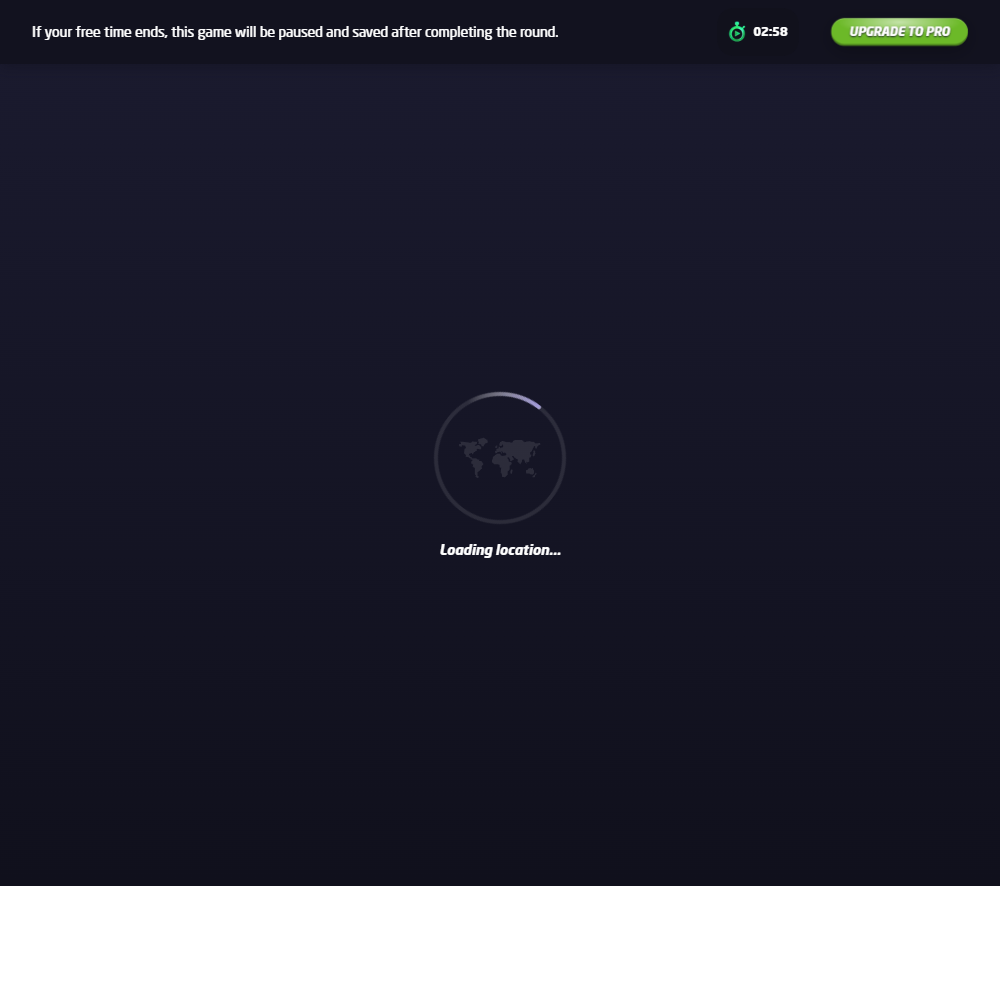 If your free time ends, this game will be paused and saved after completing the round.
02:58
UPGRADE TO PRO
Loading location...